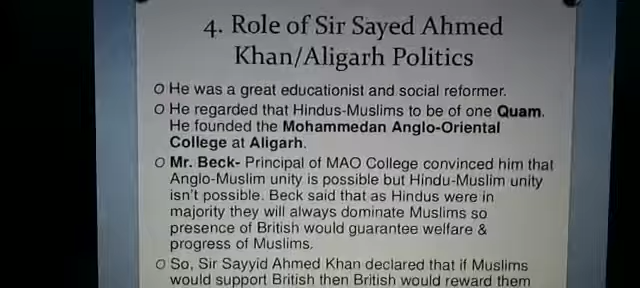 4. Role of Sir Sayed Ahmed
Khan/Aligarh Politics
O He was a great educationist and social reformer.
O He regarded that Hindus-Muslims to be of one Quam.
He founded the Mohammedan Anglo-Oriental
College at Aligarh.
O Mr. Beck- Principal of MAO College convinced him that
Anglo-Muslim unity is possible but Hindu-Muslim unity
isn't possible. Beck said that as Hindus were in
majority they will always dominate Muslims so
presence of British would guarantee welfare &
progress of Muslims.
O So, Sir Sayyid Ahmed Khan declared that if Muslims
would support British then British would reward them